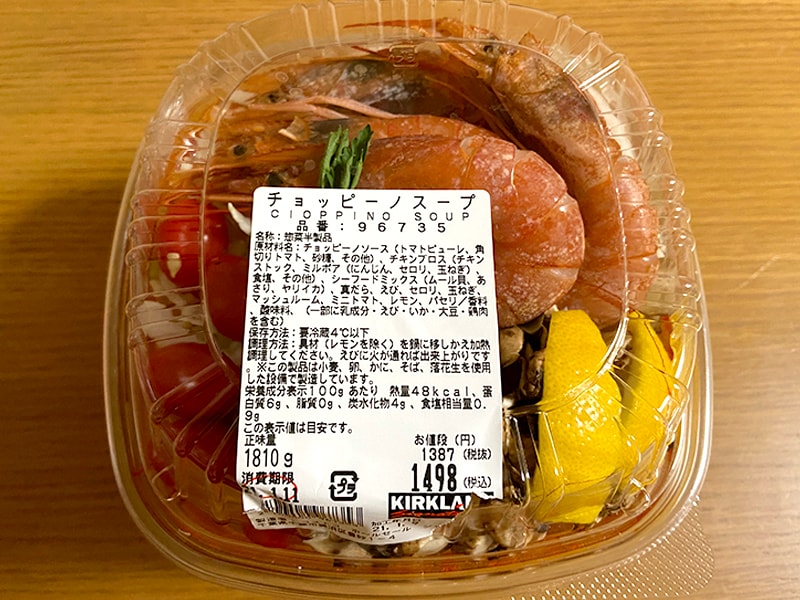 チョッピーノスープ
CIOPPINO SOUP
品番:96735
名称:惣菜半製品
原材料名:チョッピーノソース(トマトピューレ、角
切りトマト、砂糖、その他)、チキンブロス(チキン
ストック、ミルポア(にんじん、セロリ、玉ねぎ)、
食塩、その他)、シーフードミックス(ムール貝、あ
さり、ヤリイカ)、真だら、えび、セロリ、玉ねぎ、
マッシュルーム、ミニトマト、レモン、パセリ/香料
、酸味料、(一部に乳成分・えび・いか・大豆・鶏肉
を含む)
保存方法:要冷蔵4℃以下
調理方法:具材(レモンを除く)を鍋に移しかえ加熱
調理してください。えびに火が通れば出来上がりです
。※この製品は小麦、卵、かに、そば、落花生を使用
した設備で製造しています。
栄養成分表示100gあたり 熱量48kcal、蛋
白質6g、脂質0g、炭水化物4g、食塩相当量0.
9g
この表示値は目安です。
正味量 お値段(円)
1387(税抜)
1810g 1498(税込)
消費期限
1.11
プラ
KIRKLA
加工年月日
21.1.